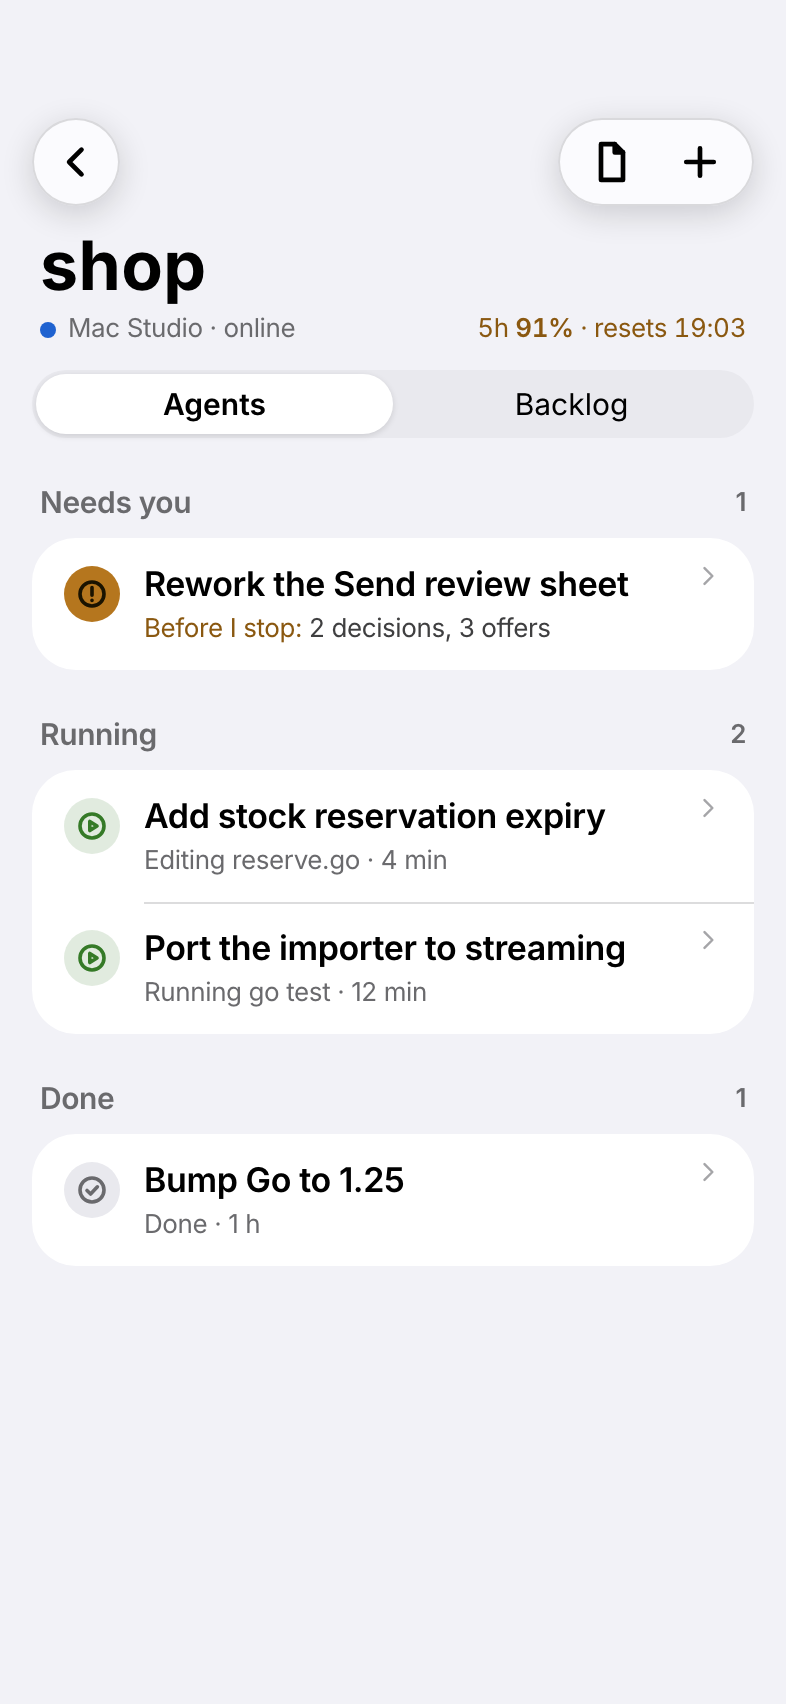 shop
Mac Studio · online
5h 91% · resets 19:03
Agents
Backlog
Needs you
1
Rework the Send review sheet
Before I stop: 2 decisions, 3 offers
Running
2
Add stock reservation expiry
Editing reserve.go · 4 min
Port the importer to streaming
Running go test · 12 min
Done
1
Bump Go to 1.25
Done · 1 h